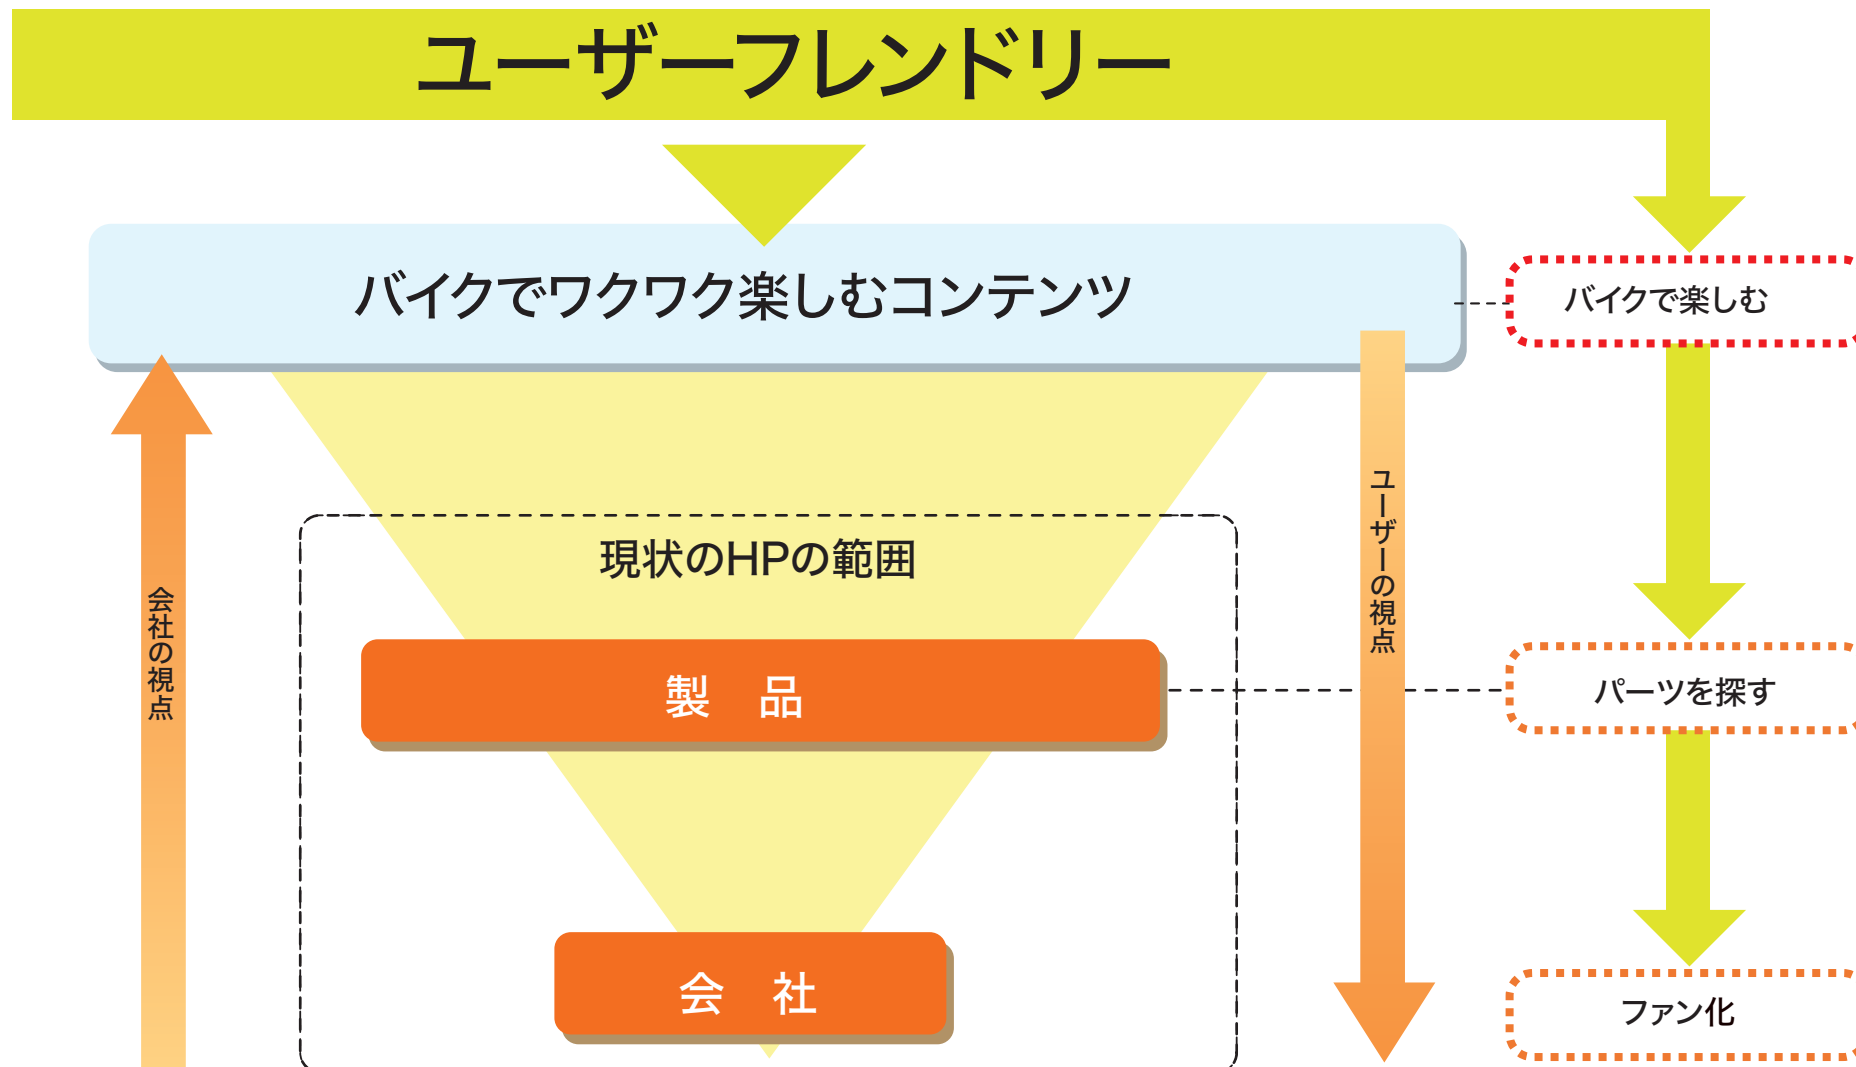 ユーザーフレンドリー
バイクでワクワク楽しむコンテンツ
バイクで楽しむ
現状のHPの範囲
会社の視点
ユーザーの視点
製　品
パーツを探す
会　社
ファン化